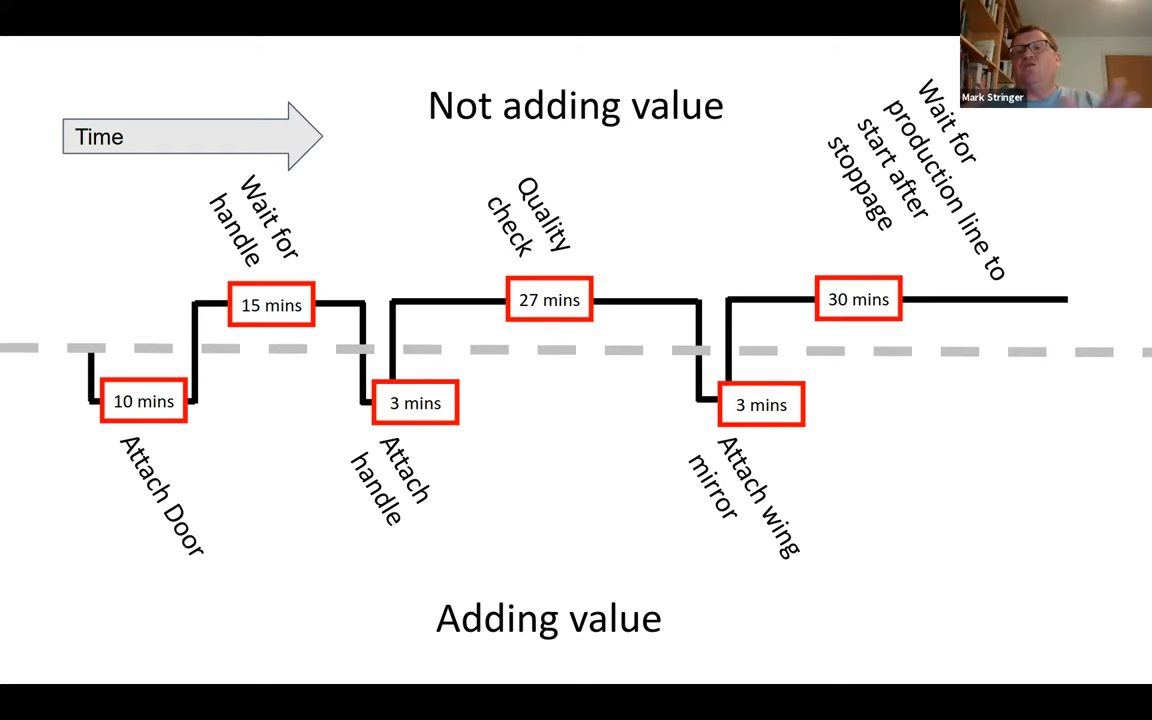 Mark Stringer
Not adding value
Time
Wait for
handle
Quality
check
Wait for
production line to
start after
stoppage
15 mins
27 mins
30 mins
10 mins
3 mins
3 mins
Attach Door
Attach
handle
Attach wing
mirror
Adding value